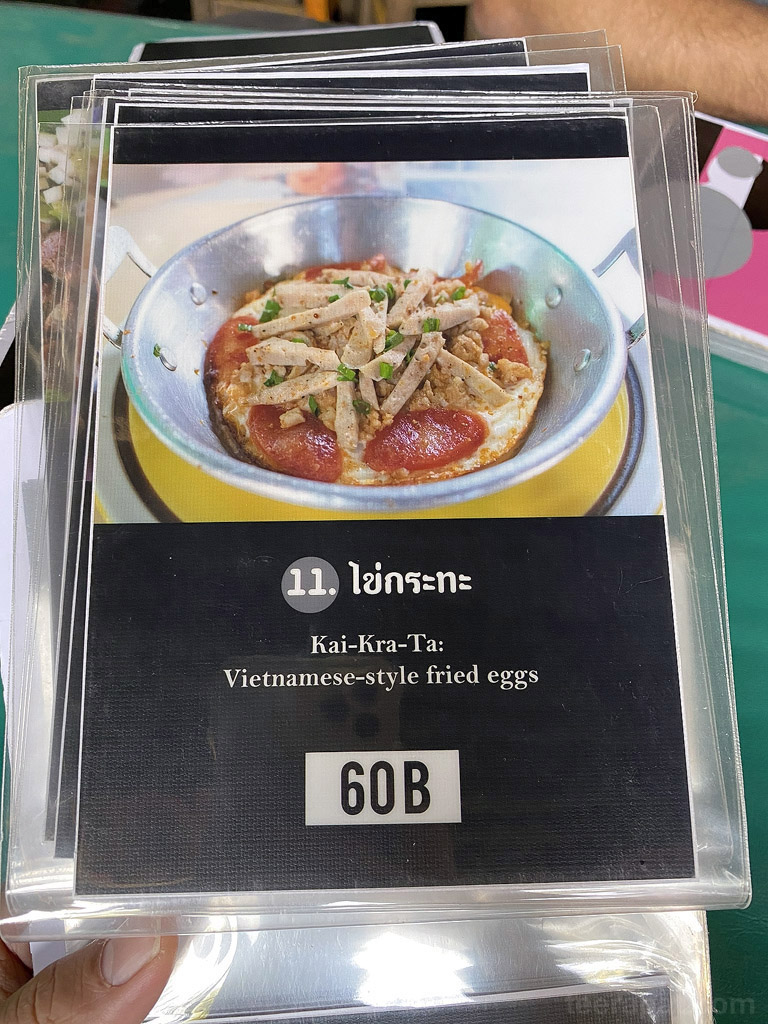 11. ไข่กระทะ
Kai-Kra-Ta:
Vietnamese-style fried eggs
60B